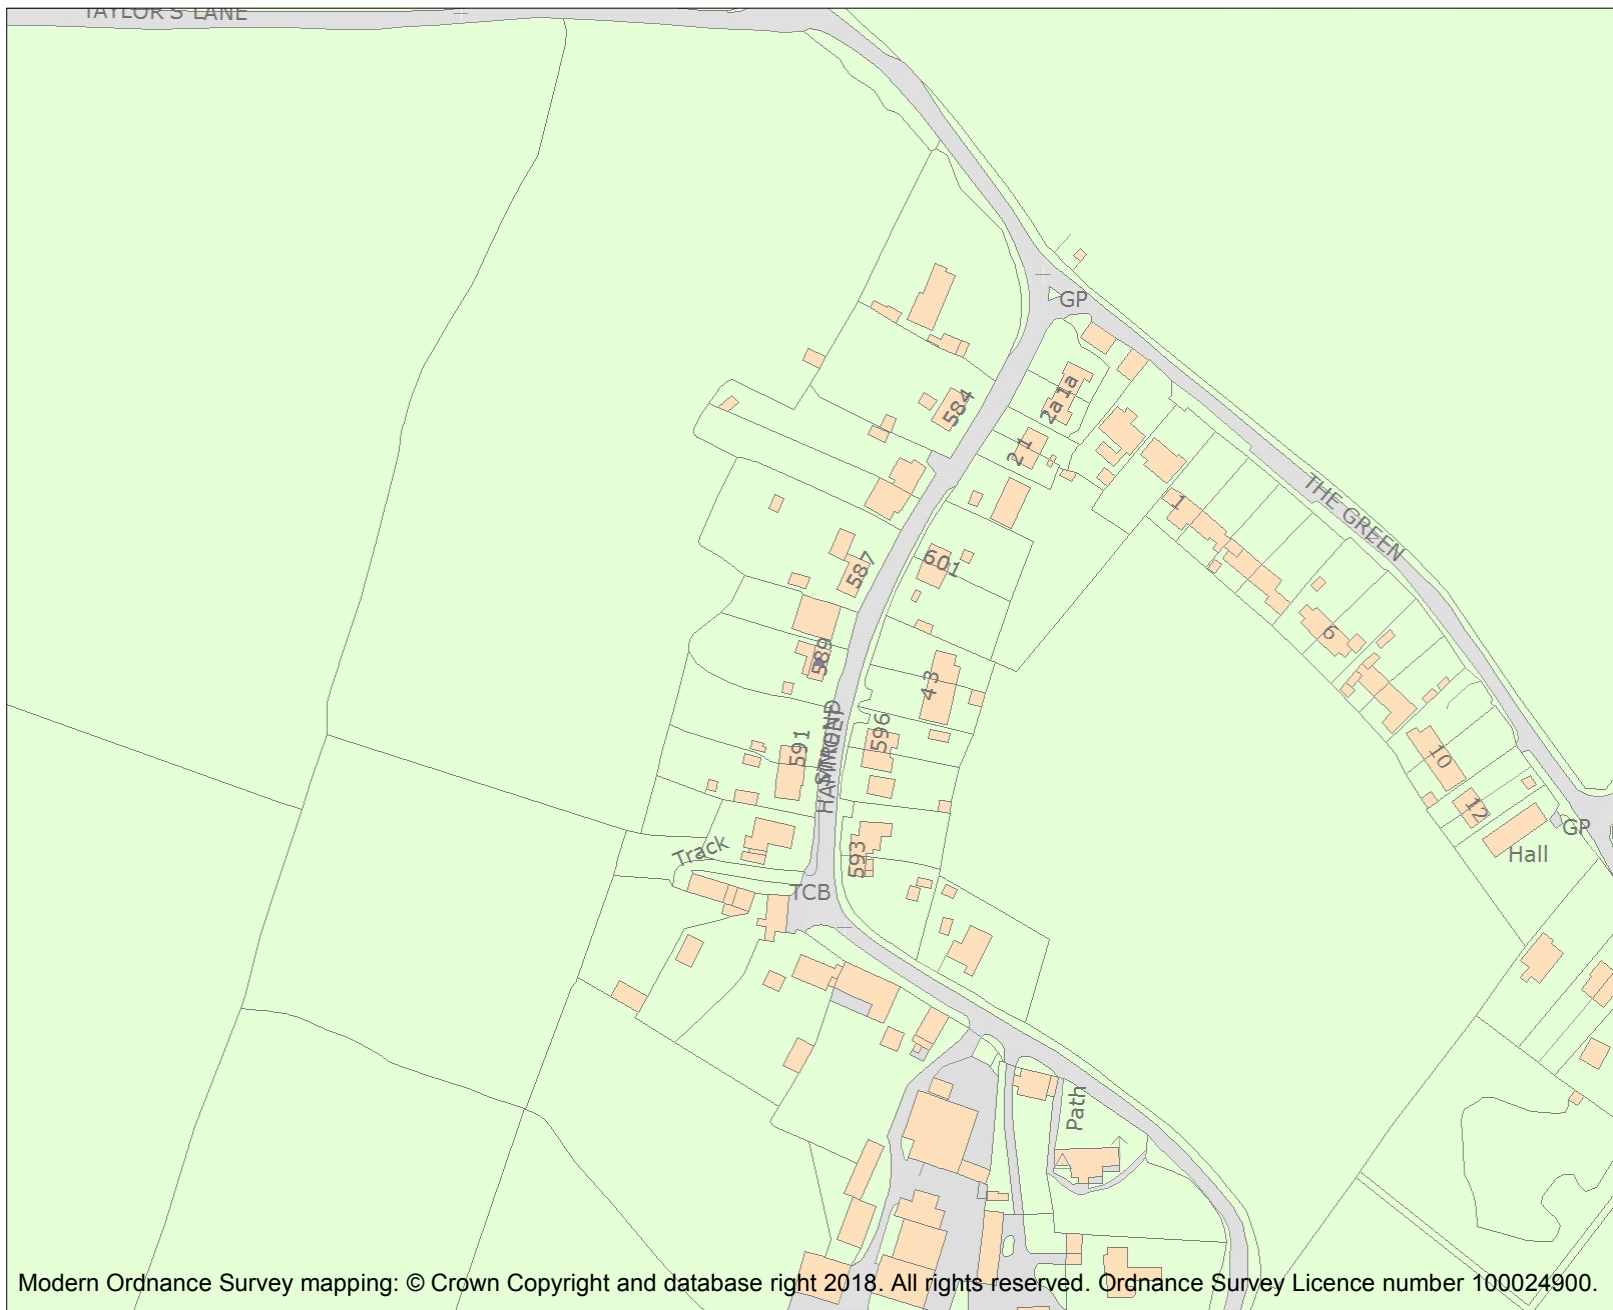 TAYLOR'S LANE
GP
584
2a 1a
2 1
THE GREEN
1
587
601
6
589
4 3
596
591
10
12
GP
Hall
Track
593
TCB
Path
Modern Ordnance Survey mapping: © Crown Copyright and database right 2018. All rights reserved. Ordnance Survey Licence number 100024900.